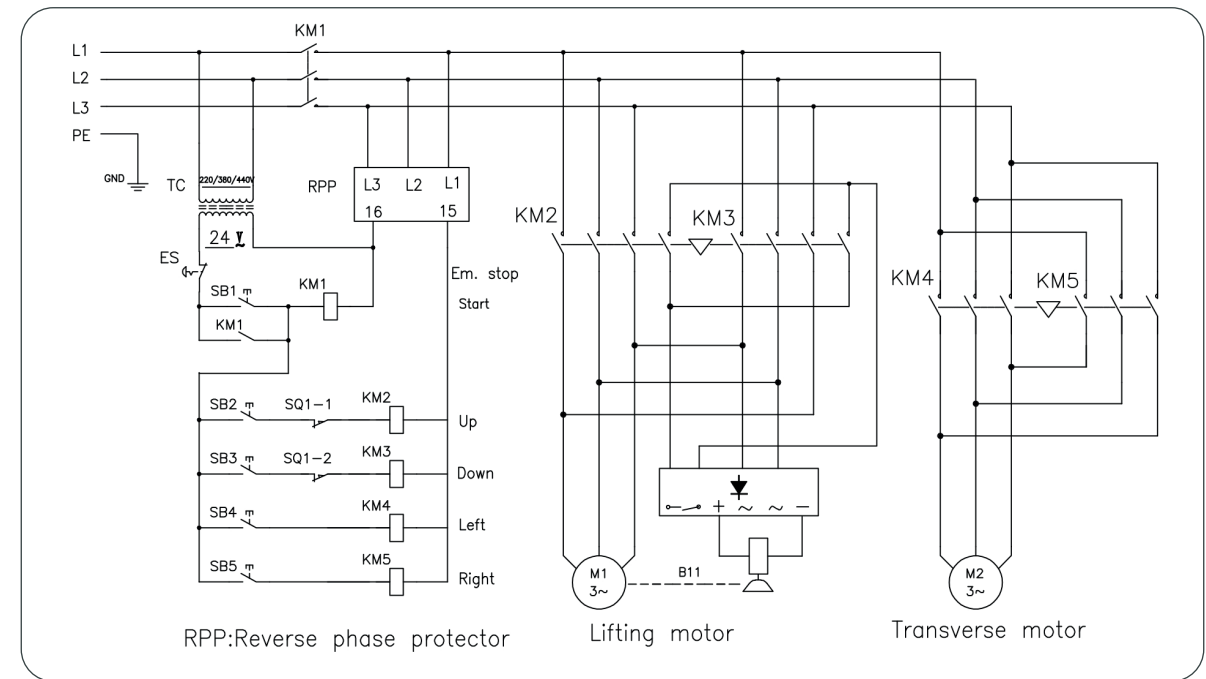 KM1
L1
L2
L3
PE
GND
TC
220/380/440V
RPP
L3 L2 L1
16 15
24 V
ES
Em. stop
SB1
KM1
Start
KM1
KM2
KM3
KM4
KM5
SB2
SQ1-1
KM2
Up
SB3
SQ1-2
KM3
Down
SB4
KM4
Left
SB5
KM5
Right
+ ~ ~ −
M1
3~
B11
M2
3~
RPP:Reverse phase protector
Lifting motor
Transverse motor